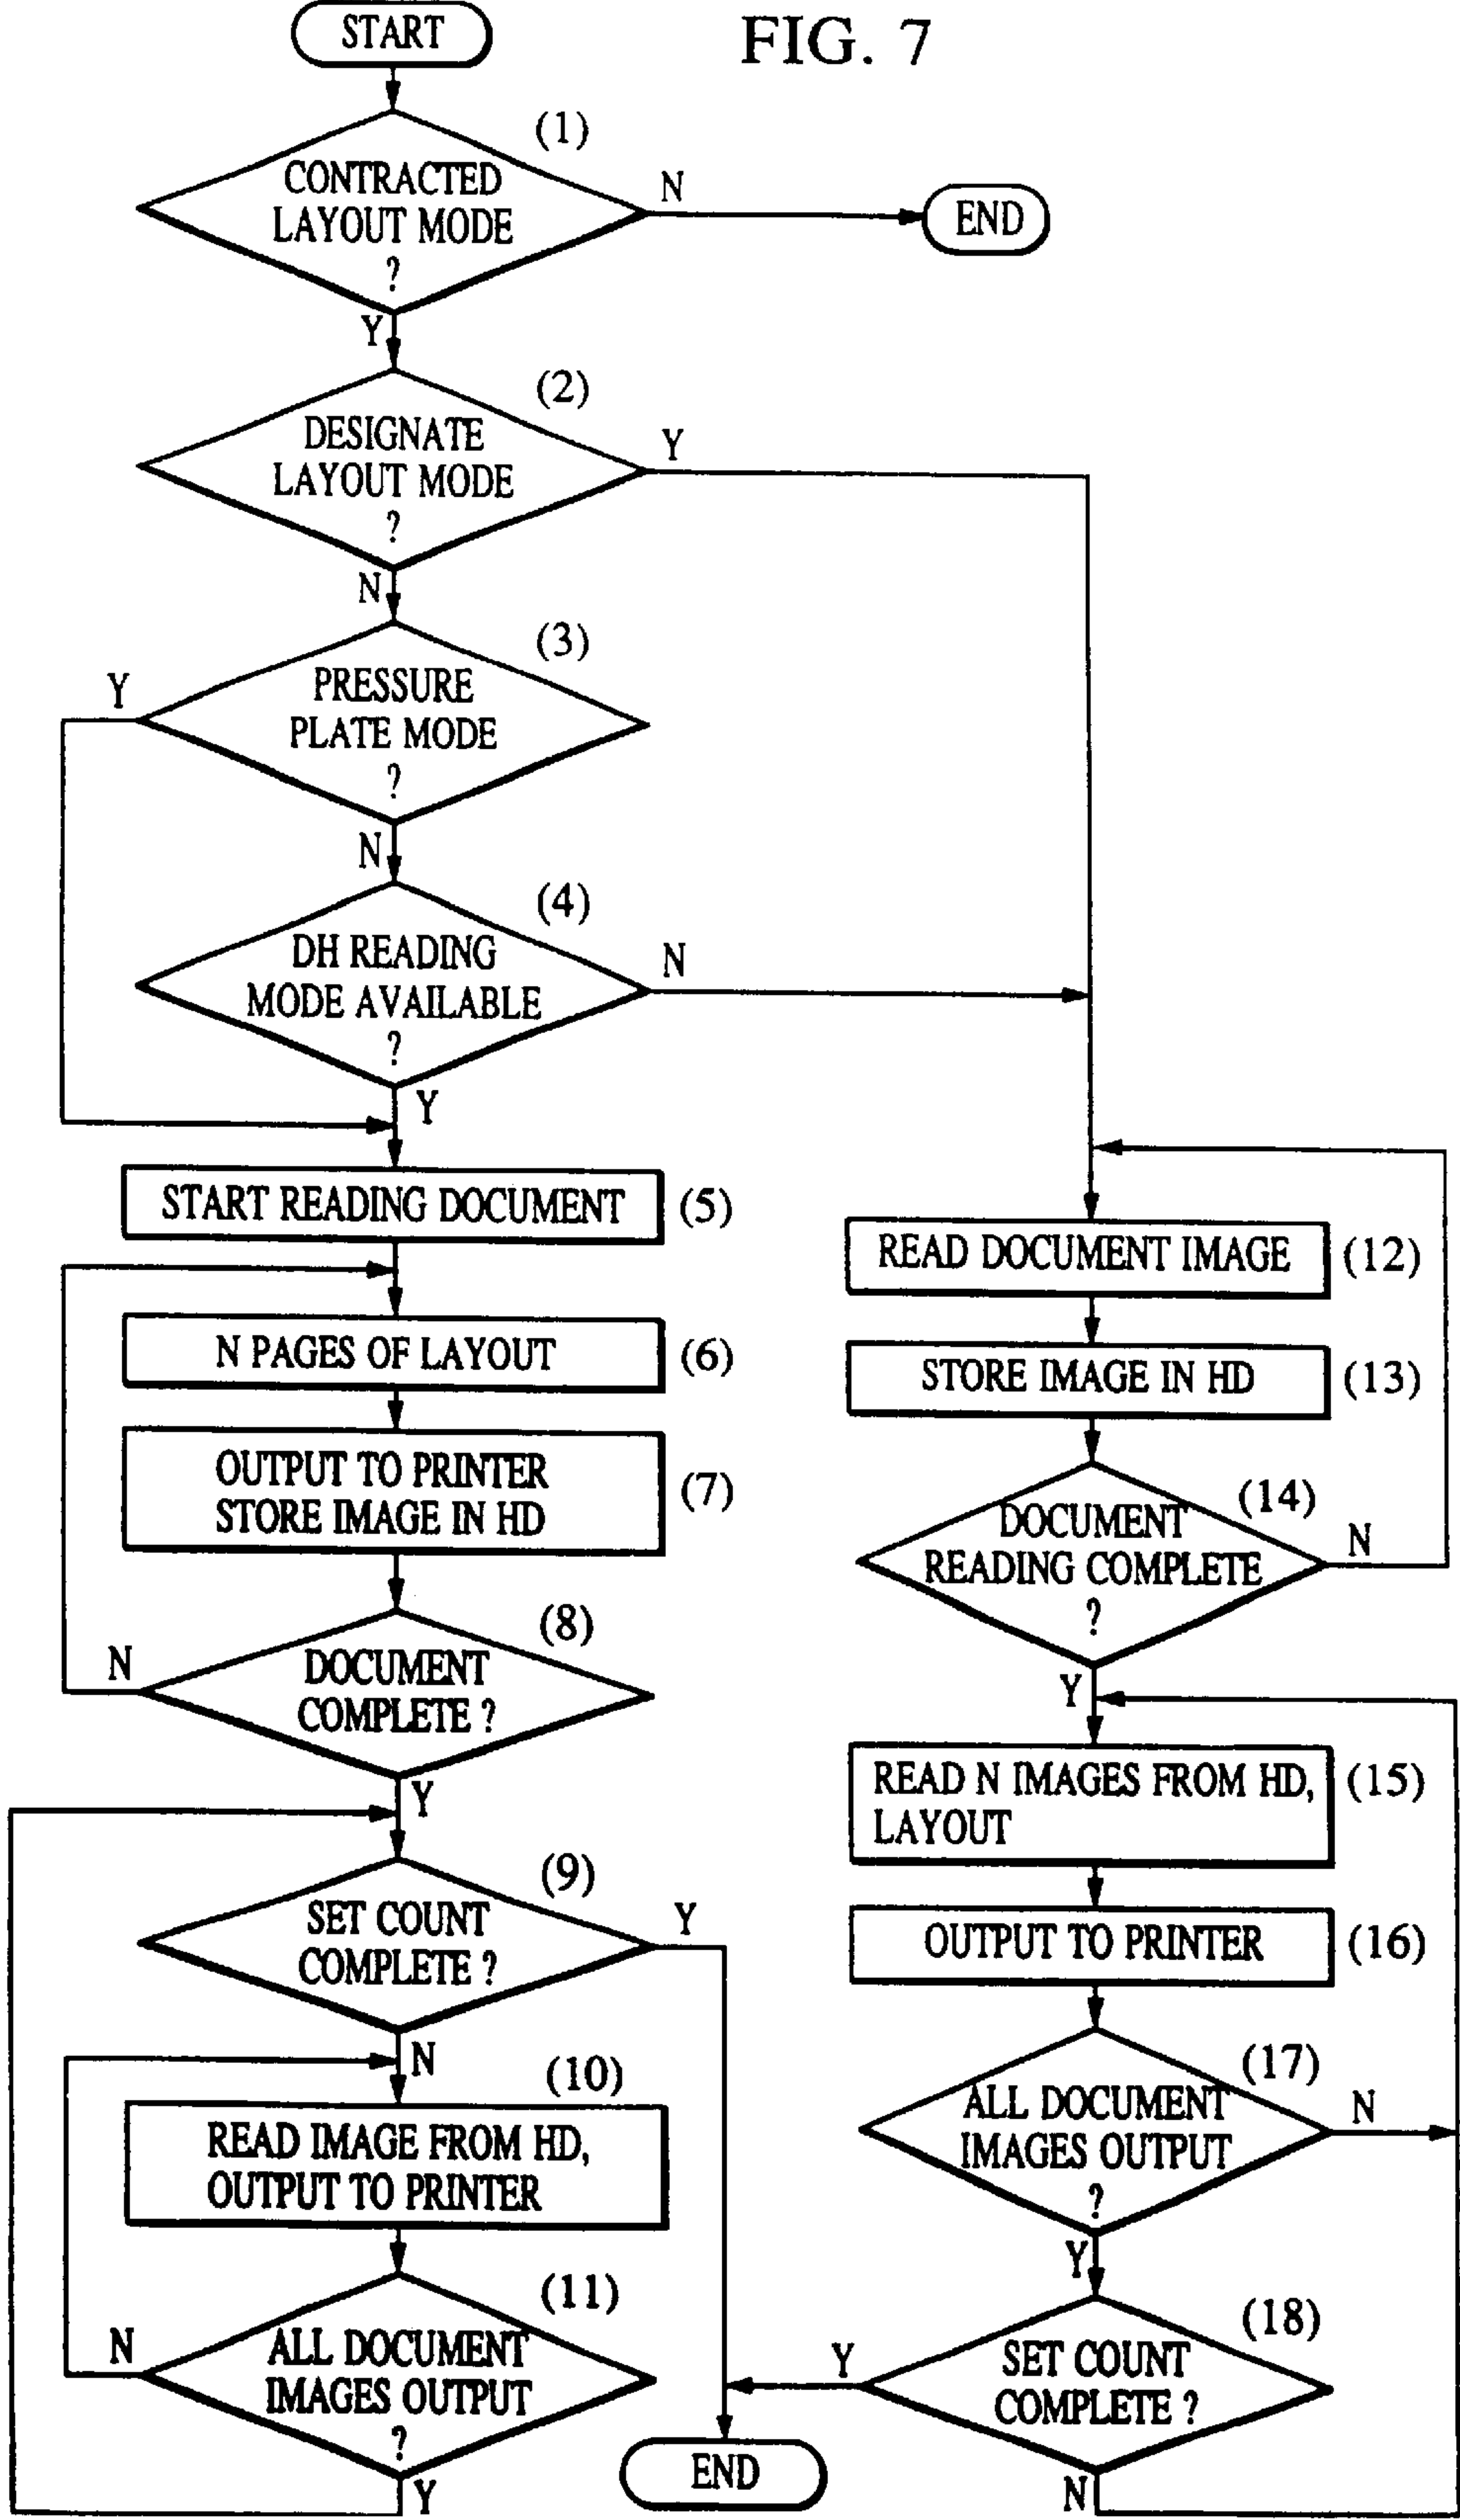 FIG. 7
START
(1)
CONTRACTED
LAYOUT MODE
?
N
END
Y
(2)
DESIGNATE
LAYOUT MODE
?
Y
N
(3)
PRESSURE
PLATE MODE
?
Y
N
(4)
DH READING
MODE AVAILABLE
?
N
Y
START READING DOCUMENT
(5)
N PAGES OF LAYOUT
(6)
OUTPUT TO PRINTER
STORE IMAGE IN HD
(7)
(8)
DOCUMENT
COMPLETE ?
N
Y
(9)
SET COUNT
COMPLETE ?
Y
N
(10)
READ IMAGE FROM HD,
OUTPUT TO PRINTER
(11)
ALL DOCUMENT
IMAGES OUTPUT
?
N
Y
READ DOCUMENT IMAGE
(12)
STORE IMAGE IN HD
(13)
(14)
DOCUMENT
READING COMPLETE
?
N
Y
READ N IMAGES FROM HD,
LAYOUT
(15)
OUTPUT TO PRINTER
(16)
(17)
ALL DOCUMENT
IMAGES OUTPUT
?
N
Y
(18)
SET COUNT
COMPLETE ?
Y
N
END